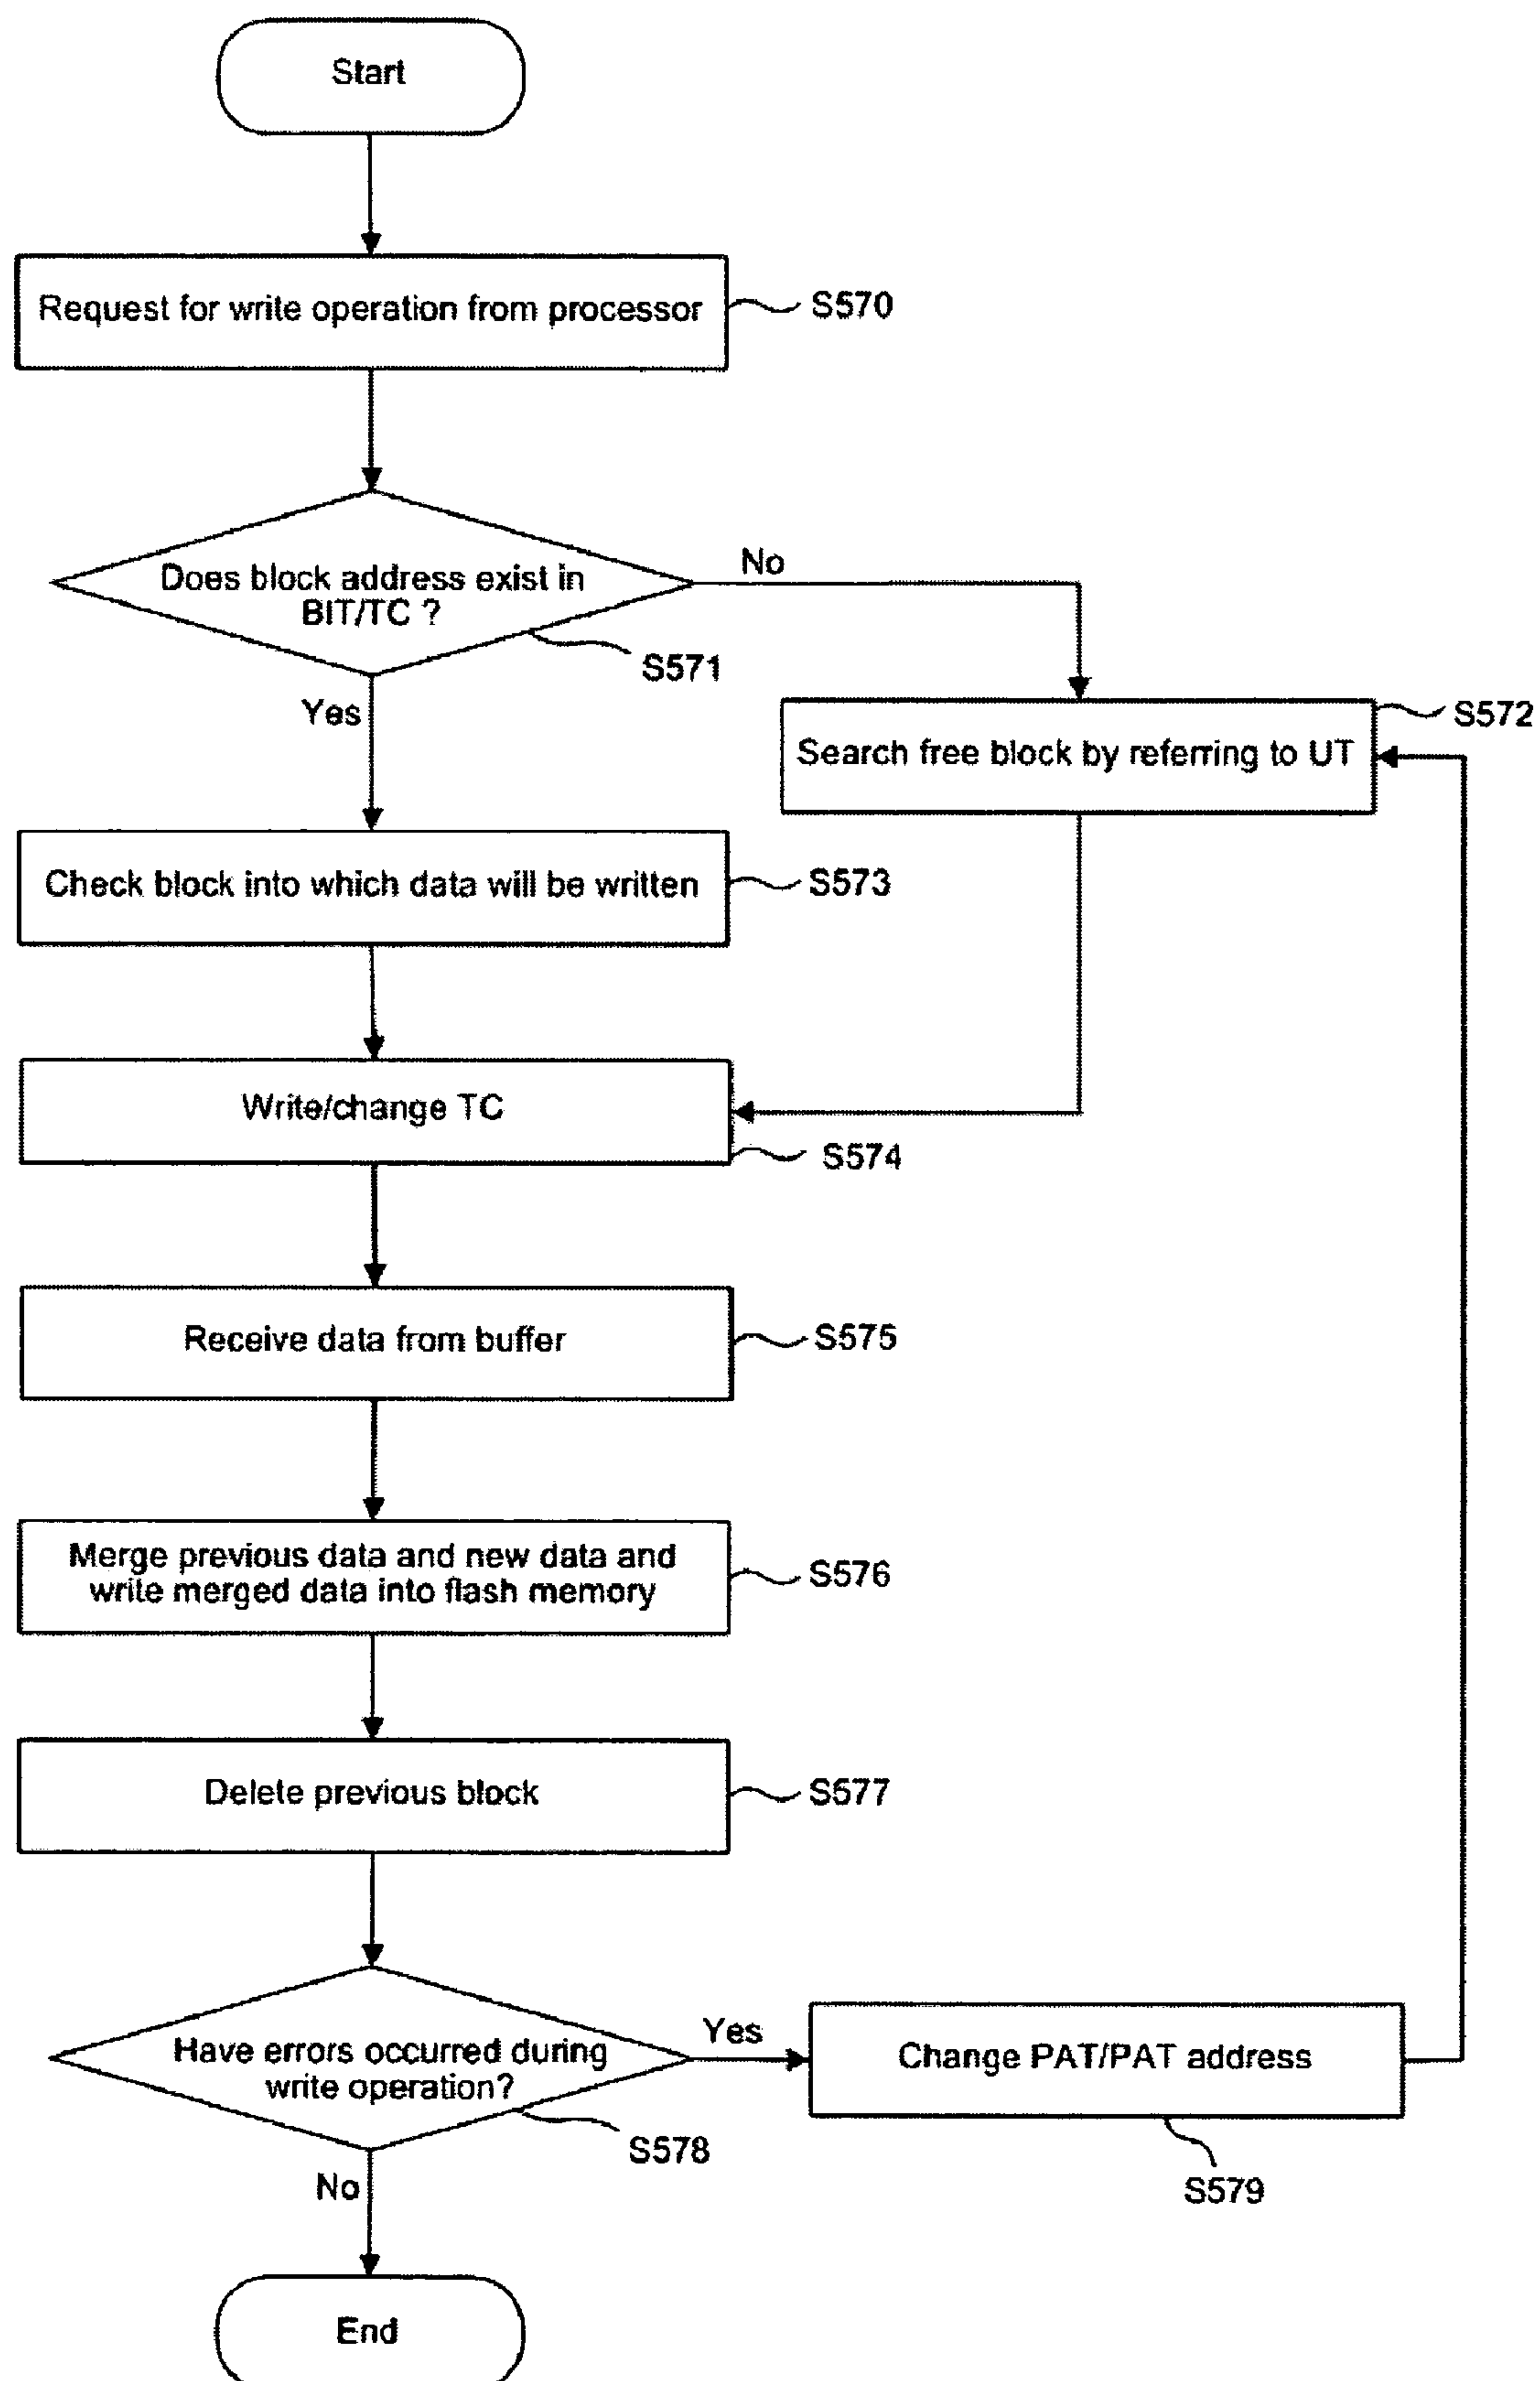 Start
Request for write operation from processor
S570
Does block address exist in
BIT/TC ?
S571
No
Yes
S572
Search free block by referring to UT
Check block into which data will be written
S573
Write/change TC
S574
Receive data from buffer
S575
Merge previous data and new data and
write merged data into flash memory
S576
Delete previous block
S577
Have errors occurred during
write operation?
S578
Yes
Change PAT/PAT address
S579
No
End